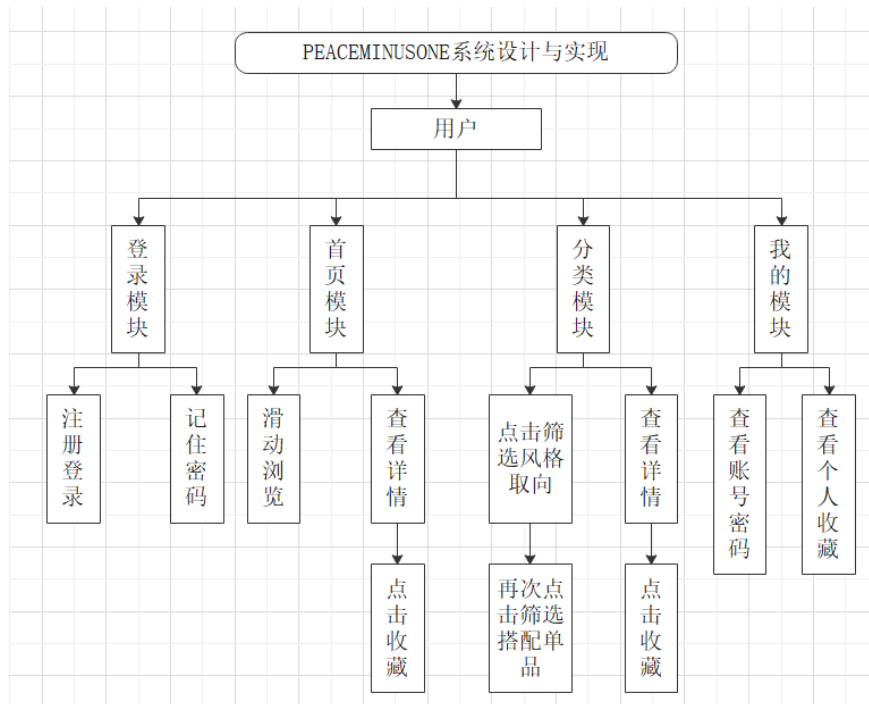 PEACEMINUSONE系统设计与实现
用户
登录模块
首页模块
分类模块
我的模块
注册登录
记住密码
滑动浏览
查看详情
点击筛
选风格
取向
查看详情
查看账号密码
查看个人收藏
点击收藏
再次点
击筛选
搭配单
品
点击收藏